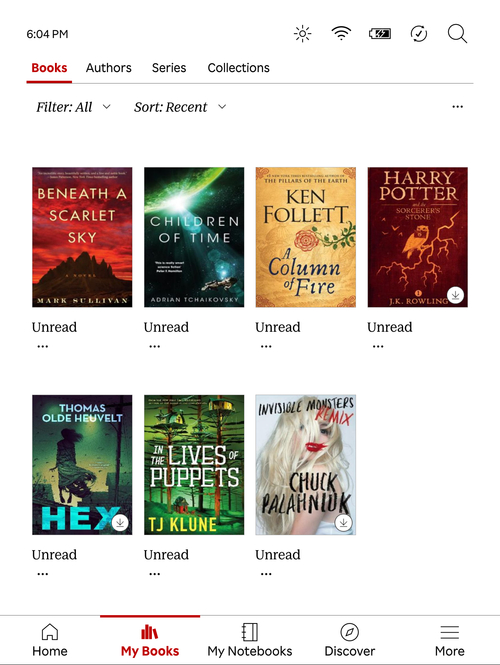 6:04 PM
Books Authors Series Collections
Filter: All Sort: Recent
BENEATH A
SCARLET
SKY
A NOVEL
MARK SULLIVAN
CHILDREN
OF TIME
ADRIAN TCHAIKOVSKY
THE PILLARS OF THE EARTH
KEN
FOLLETT
A
Column
of Fire
HARRY
POTTER
and the
SORCERER'S
STONE
J.K. ROWLING
Unread Unread Unread Unread
THOMAS
OLDE HEUVELT
HEX
IN
THE LIVES OF
PUPPETS
TJ KLUNE
INVISIBLE MONSTERS
REMIX
CHUCK
PALAHNIUK
Unread Unread Unread
Home My Books My Notebooks Discover More